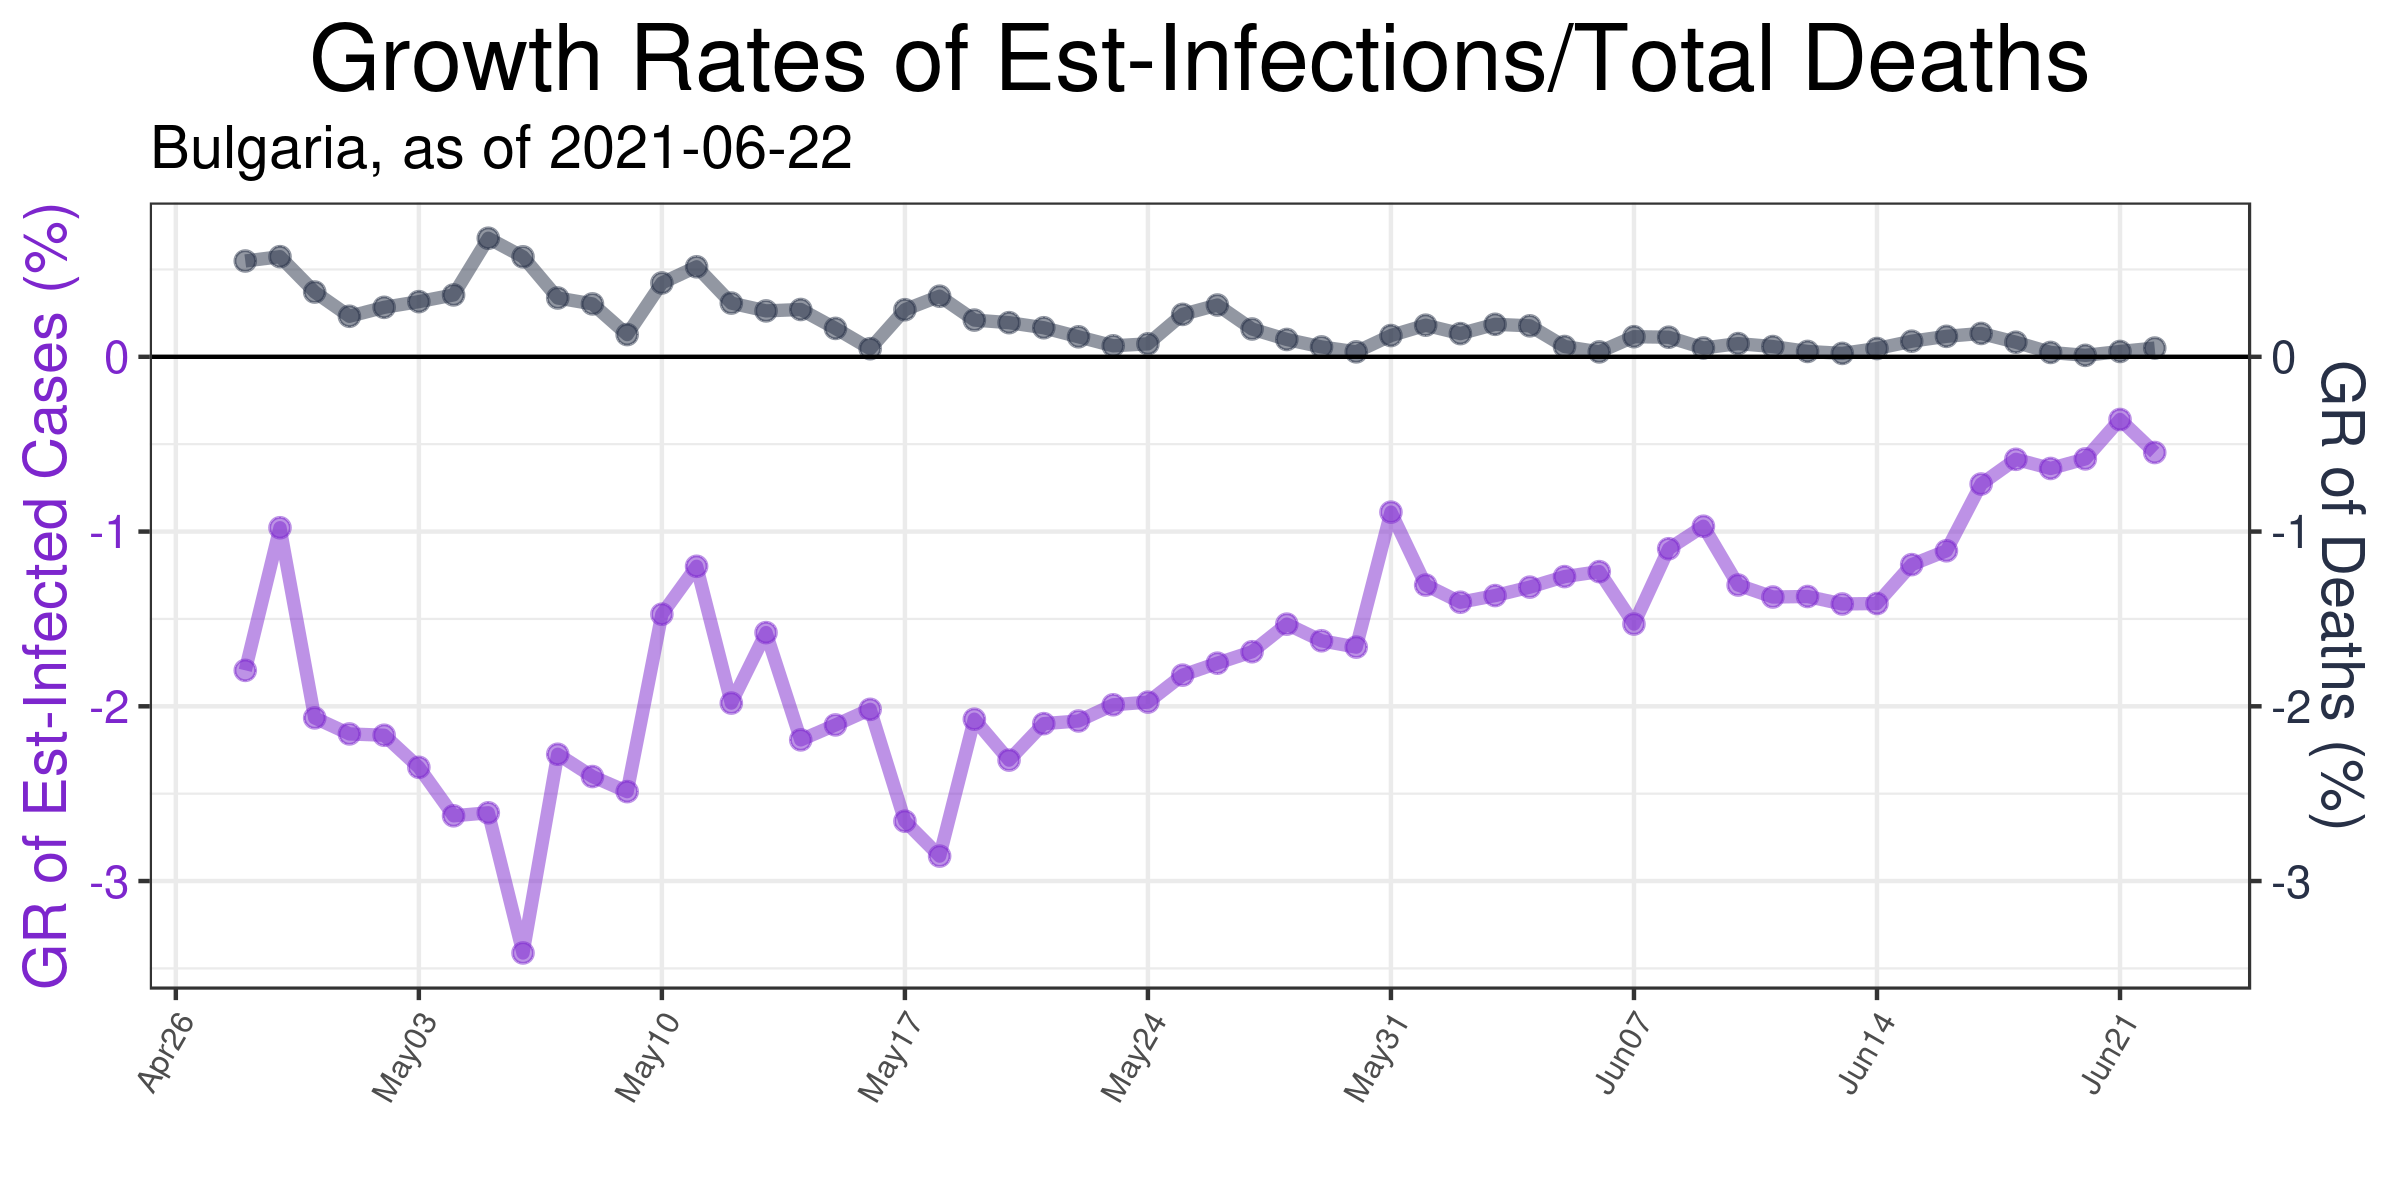 Growth Rates of Est-Infections/Total Deaths
Bulgaria, as of 2021-06-22
GR of Est-Infected Cases (%)
0
-1
-2
-3
0
-1
-2
-3
GR of Deaths (%)
Apr26
May03
May10
May17
May24
May31
Jun07
Jun14
Jun21